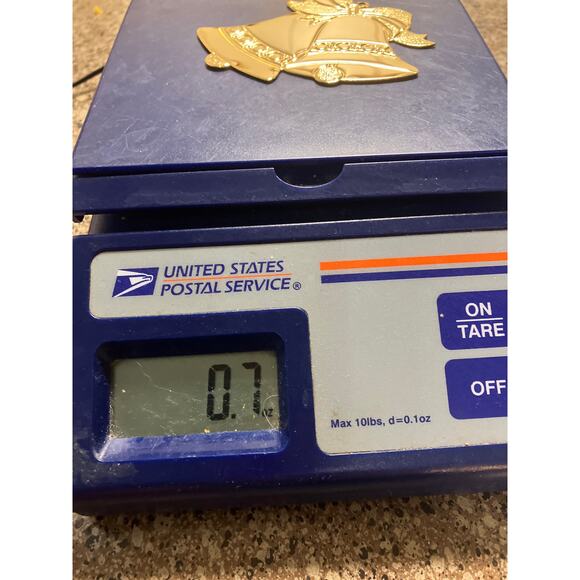 UNITED STATES
POSTAL SERVICE®
ON
TARE
OFF
0.7 oz
Max 10lbs, d=0.1oz